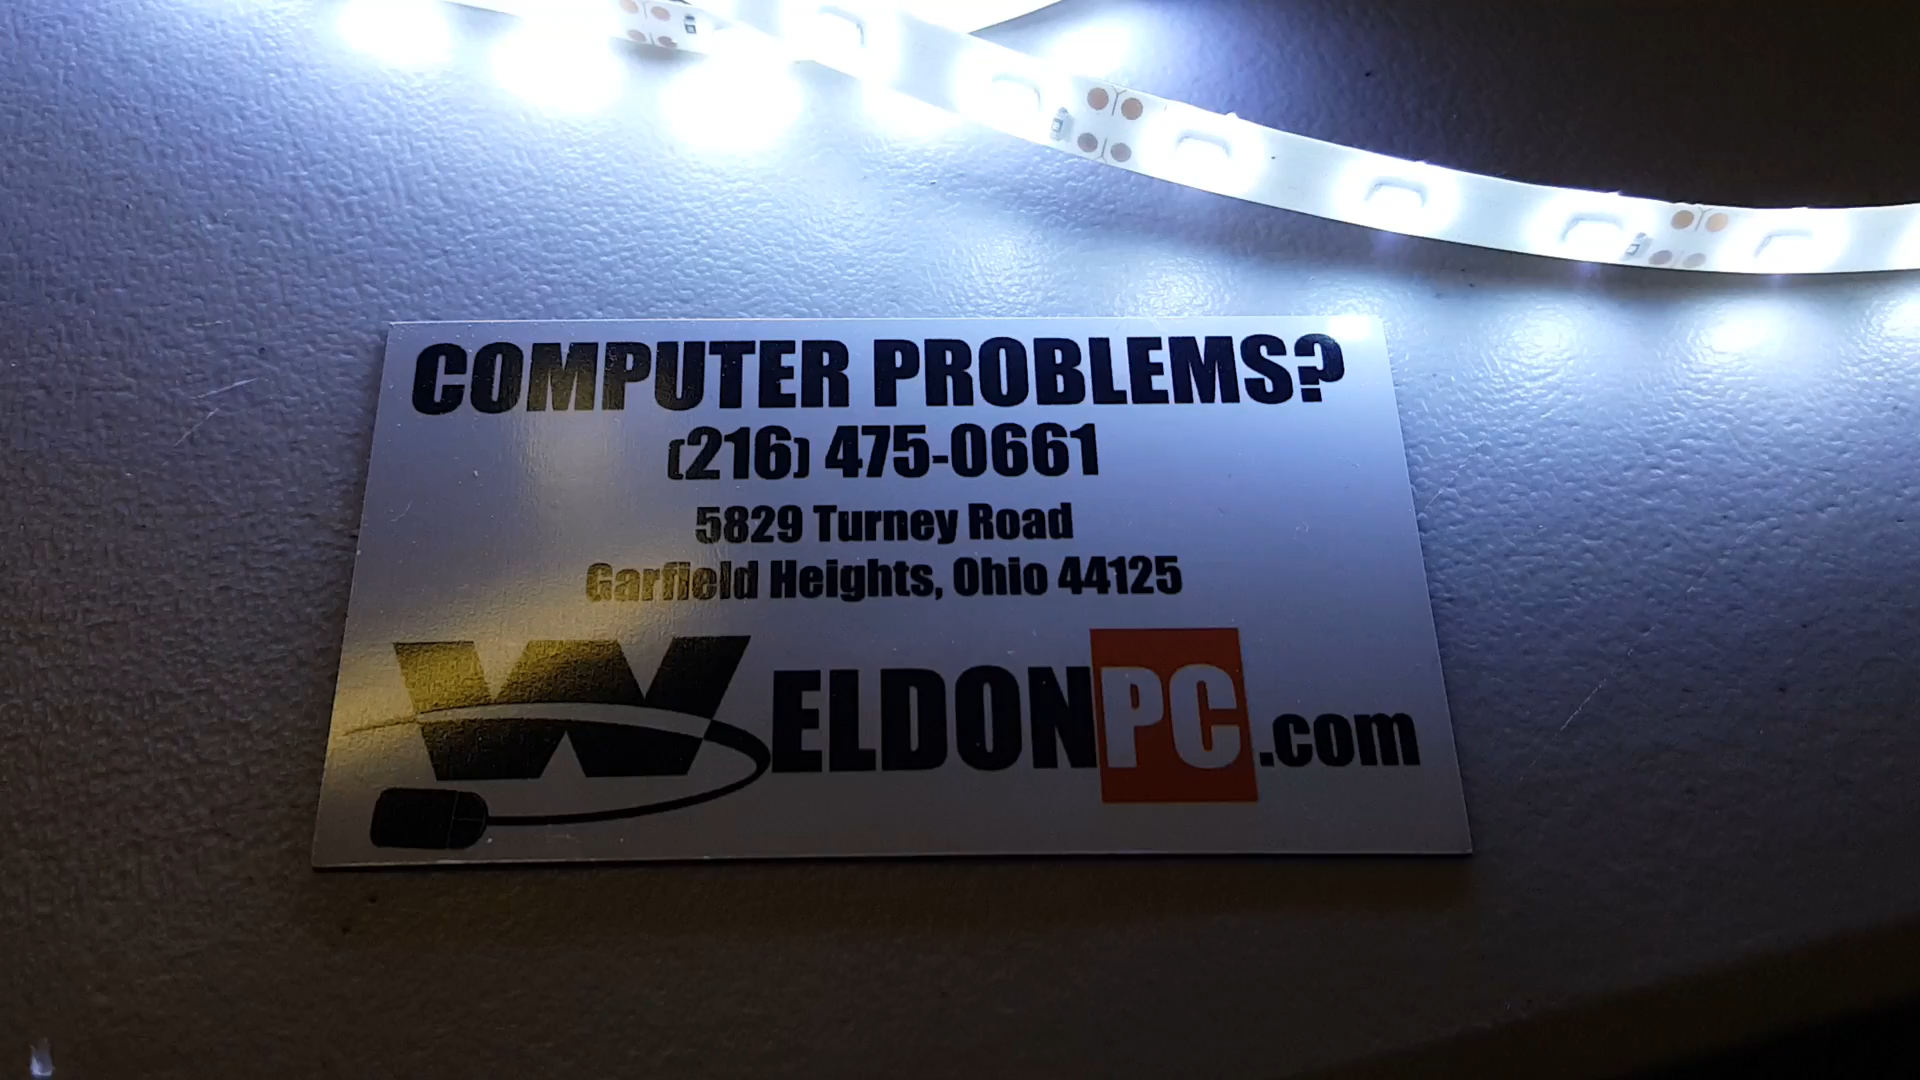 COMPUTER PROBLEMS?
(216) 475-0661
5829 Turney Road
Garfield Heights, Ohio 44125
WELDONPC.com